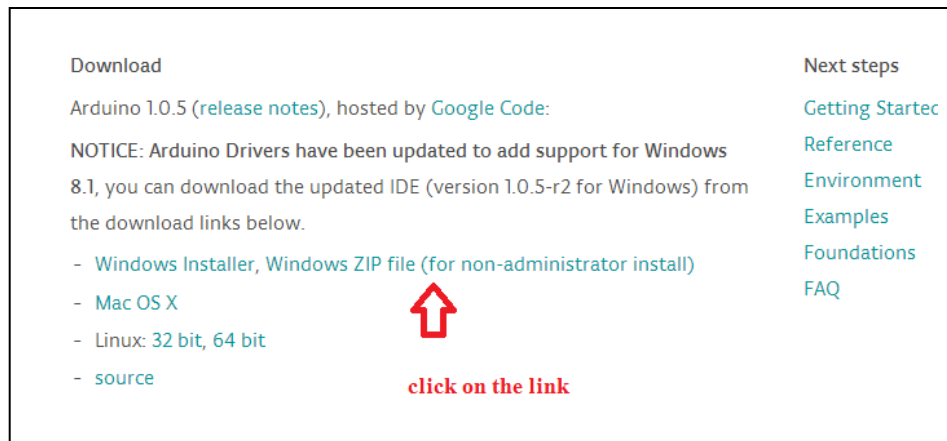 Download
Arduino 1.0.5 (release notes), hosted by Google Code:
NOTICE: Arduino Drivers have been updated to add support for Windows
8.1, you can download the updated IDE (version 1.0.5-r2 for Windows) from
the download links below.
- Windows Installer, Windows ZIP file (for non-administrator install)
- Mac OS X
- Linux: 32 bit, 64 bit
- source
click on the link
Next steps
Getting Started
Reference
Environment
Examples
Foundations
FAQ